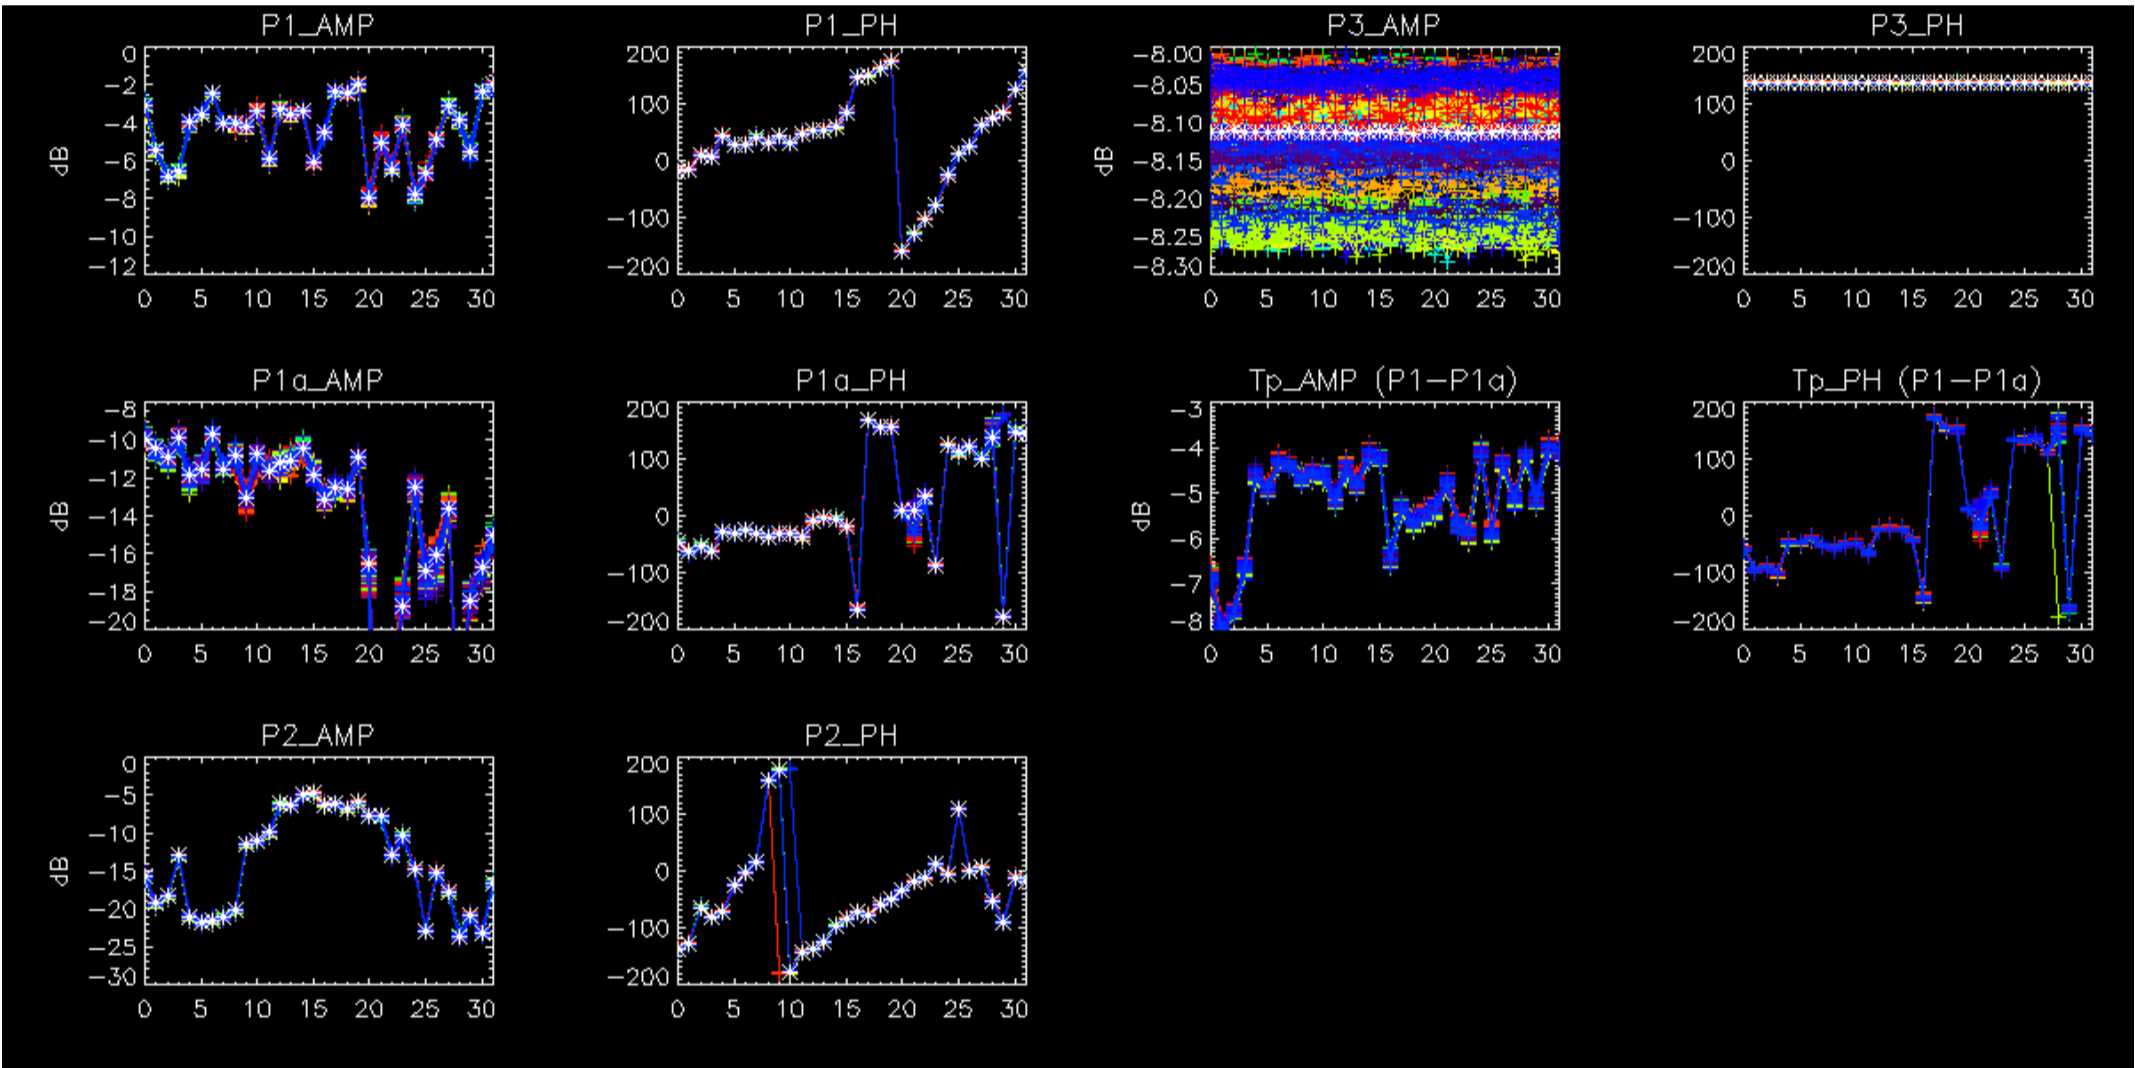 P1_AMP
dB
0
−2
−4
−6
−8
−10
−12
0 5 10 15 20 25 30
P1_PH
200
100
0
−100
−200
0 5 10 15 20 25 30
P3_AMP
dB
−8.00
−8.05
−8.10
−8.15
−8.20
−8.25
−8.30
0 5 10 15 20 25 30
P3_PH
200
100
0
−100
−200
0 5 10 15 20 25 30
P1a_AMP
dB
−8
−10
−12
−14
−16
−18
−20
0 5 10 15 20 25 30
P1a_PH
200
100
0
−100
−200
0 5 10 15 20 25 30
Tp_AMP (P1−P1a)
dB
−3
−4
−5
−6
−7
−8
0 5 10 15 20 25 30
Tp_PH (P1−P1a)
200
100
0
−100
−200
0 5 10 15 20 25 30
P2_AMP
dB
0
−5
−10
−15
−20
−25
−30
0 5 10 15 20 25 30
P2_PH
200
100
0
−100
−200
0 5 10 15 20 25 30